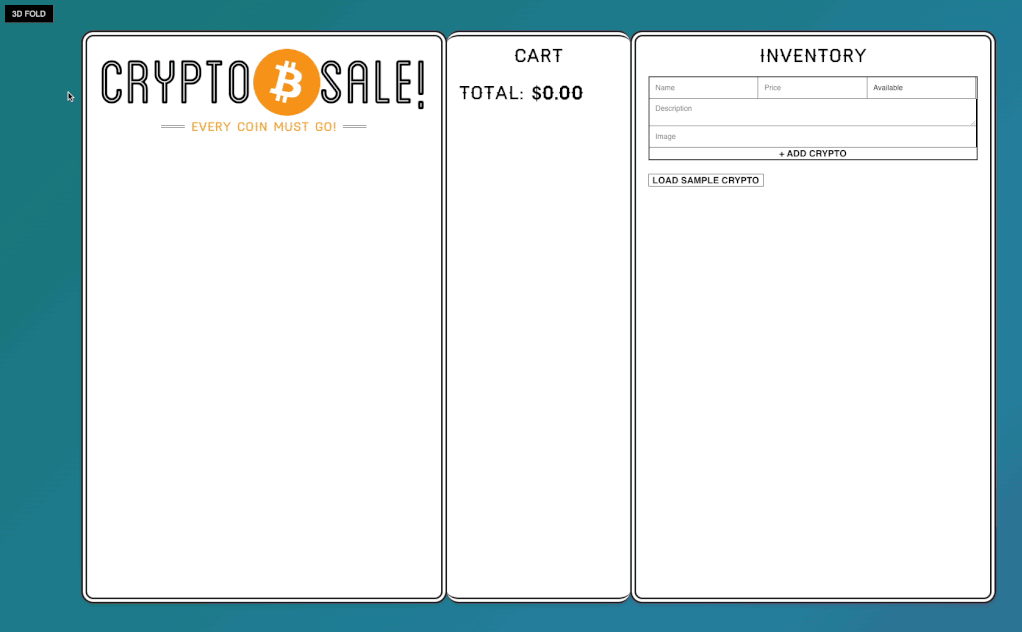 3D FOLD
CRYPTO SALE!
EVERY COIN MUST GO!
CART
TOTAL: $0.00
INVENTORY
Name Price Available
Description
Image
+ ADD CRYPTO
LOAD SAMPLE CRYPTO